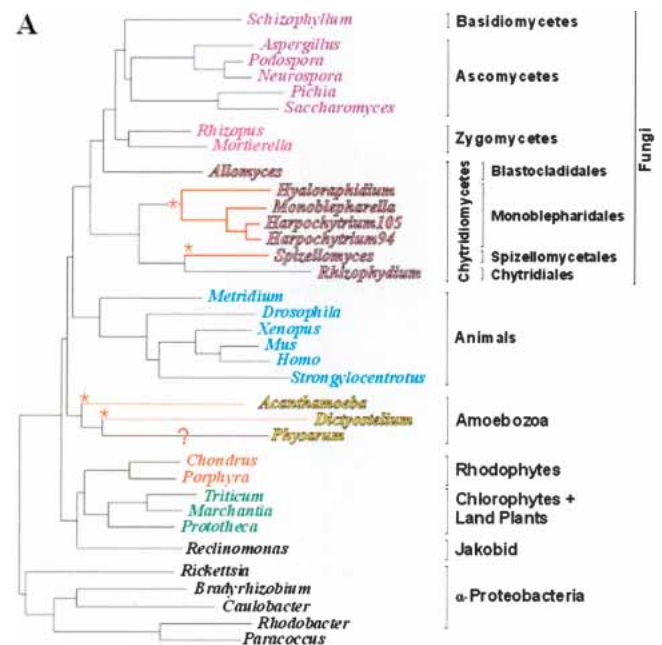 A
Schizophyllum
Basidiomycetes
Aspergillus
Podospora
Neurospora
Pichia
Saccharomyces
Ascomycetes
Rhizopus
Mortierella
Zygomycetes
Allomyces
Blastocladidales
Hyaloraphidium
Monoblepharella
Harpochytrium105
Harpochytrium94
Monoblepharidales
Spizellomyces
Spizellomycetales
Rhizophydium
Chytridiales
Chytridiomycetes
Fungi
Metridium
Drosophila
Xenopus
Mus
Homo
Strongylocentrotus
Animals
*
*
Acanthamoeba
*
*
Dictyostelium
?
Physarum
Amoebozoa
Chondrus
Porphyra
Rhodophytes
Triticum
Marchantia
Prototheca
Chlorophytes +
Land Plants
Reclinomonas
Jakobid
Rickettsia
Bradyrhizobium
Caulobacter
Rhodobacter
Paracoccus
α-Proteobacteria